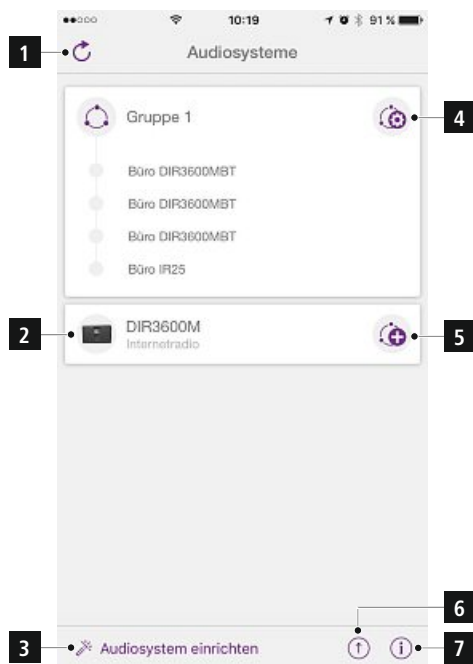 10:19
91 %
1
Audiosysteme
Gruppe 1
4
Büro DIR3600MBT
Büro DIR3600MBT
Büro DIR3600MBT
Büro IR25
2
DIR3600M
Internetradio
5
6
3
Audiosystem einrichten
7